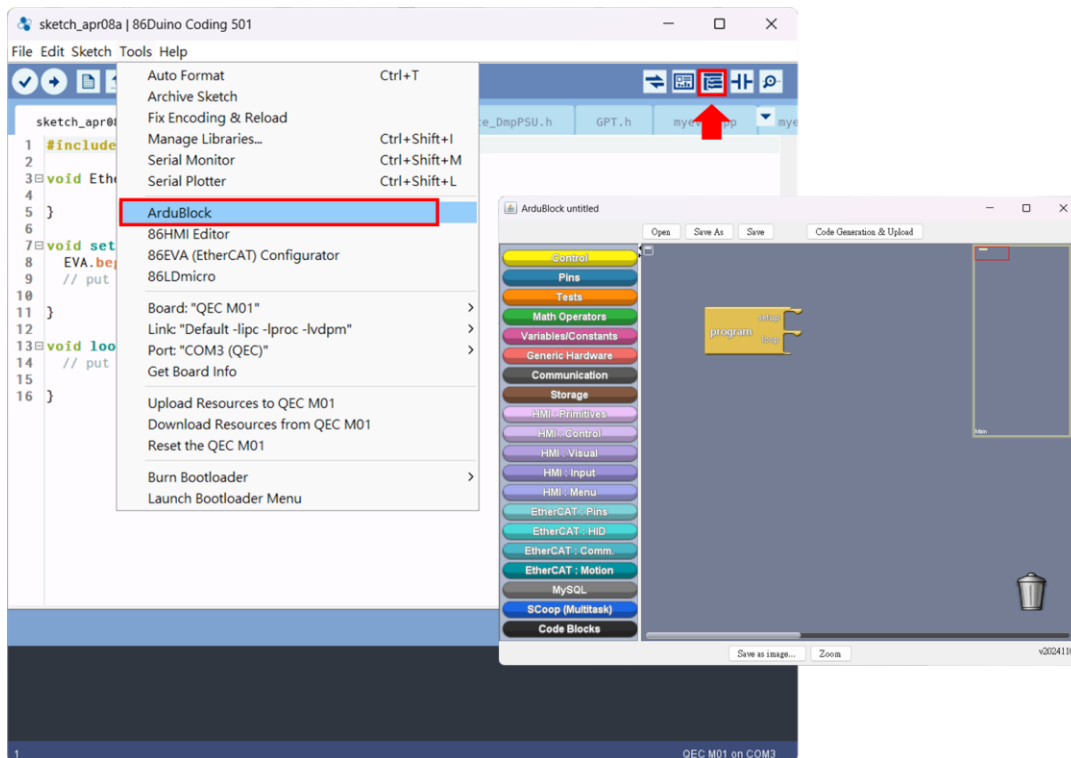 sketch_apr08a | 86Duino Coding 501
File Edit Sketch Tools Help
Auto Format Ctrl+T
Archive Sketch
Fix Encoding & Reload
Manage Libraries... Ctrl+Shift+I
Serial Monitor Ctrl+Shift+M
Serial Plotter Ctrl+Shift+L
ArduBlock
86HMI Editor
86EVA (EtherCAT) Configurator
86LDmicro
Board: "QEC M01"
Link: "Default -lipc -lproc -lvdpm"
Port: "COM3 (QEC)"
Get Board Info
Upload Resources to QEC M01
Download Resources from QEC M01
Reset the QEC M01
Burn Bootloader
Launch Bootloader Menu
sketch_apr0 e_DmpPSU.h GPT.h mye pp mye
1 #include
2
3 void Eth
4
5 }
6
7 void set
8 EVA.be
9 // put
10
11 }
12
13 void loo
14 // put
15
16 }
1
QEC M01 on COM3
ArduBlock untitled
Open Save As Save Code Generation & Upload
Control
Pins
Tests
Math Operators
Variables/Constants
Generic Hardware
Communication
Storage
HMI : Primitives
HMI : Control
HMI : Visual
HMI : Input
HMI : Menu
EtherCAT : Pins
EtherCAT : HID
EtherCAT : Comm.
EtherCAT : Motion
MySQL
SCoop (Multitask)
Code Blocks
program
setup
loop
Main
Save as image... Zoom
v2024110